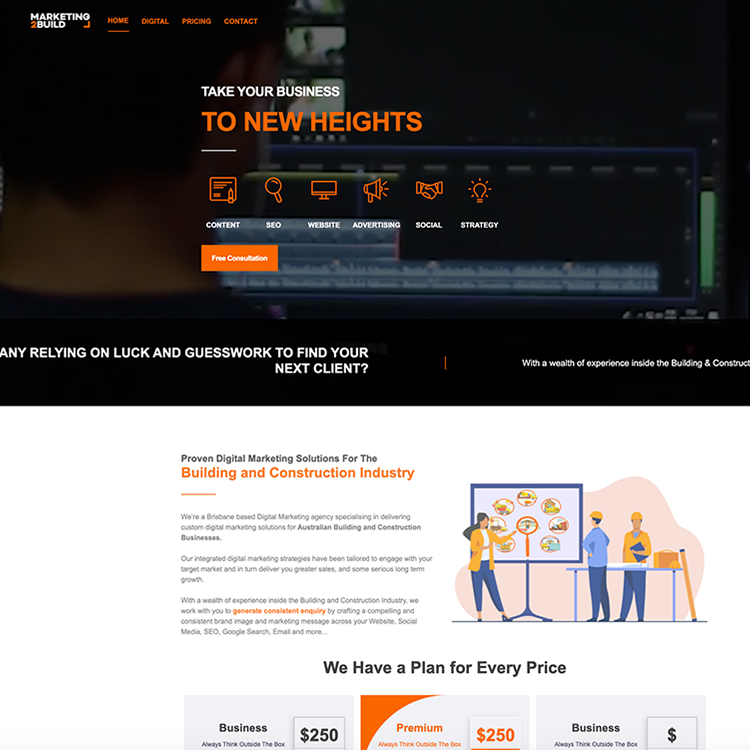 MARKETING
2BUILD
HOME DIGITAL PRICING CONTACT
TAKE YOUR BUSINESS
TO NEW HEIGHTS
CONTENT SEO WEBSITE ADVERTISING SOCIAL STRATEGY
Free Consultation
ANY RELYING ON LUCK AND GUESSWORK TO FIND YOUR
NEXT CLIENT?
With a wealth of experience inside the Building & Construct
Proven Digital Marketing Solutions For The
Building and Construction Industry
We're a Brisbane based Digital Marketing agency specialising in delivering
custom digital marketing solutions for Australian Building and Construction
Businesses.
Our integrated digital marketing strategies have been tailored to engage with your
target market and in turn deliver you greater sales, and some serious long term
growth.
With a wealth of experience inside the Building and Construction Industry, we
work with you to generate consistent enquiry by crafting a compelling and
consistent brand image and marketing message across your Website, Social
Media, SEO, Google Search, Email and more...
We Have a Plan for Every Price
Business $250
Always Think Outside The Box
Premium $250
Always Think Outside The Box
Business $
Always Think Outside The Box